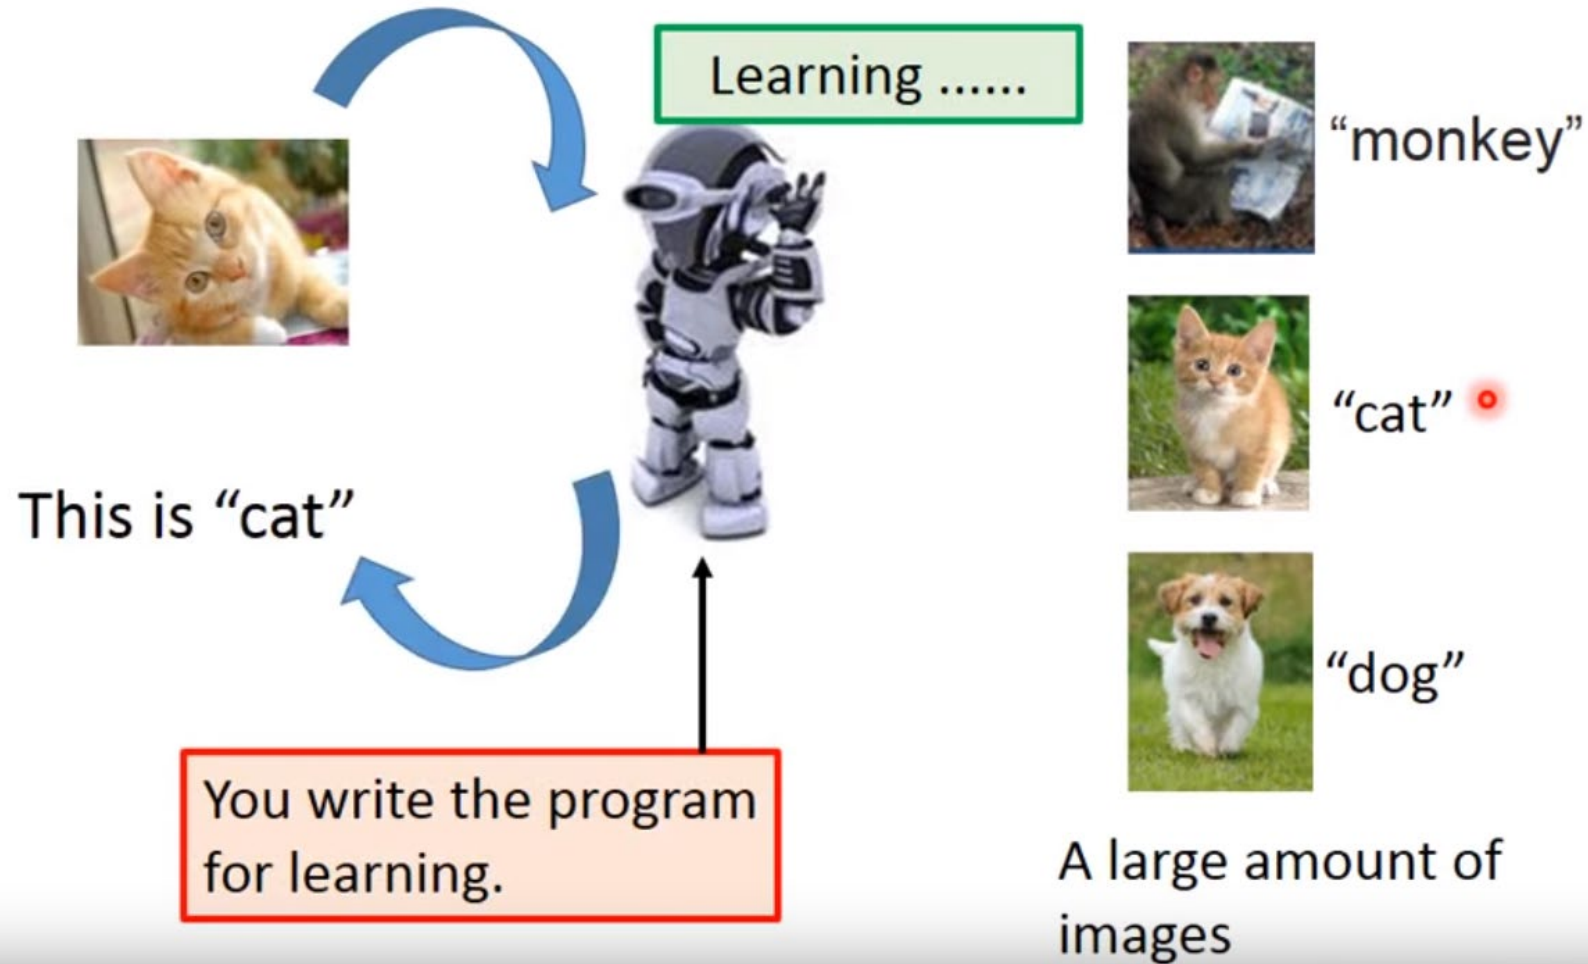 Learning ......
“monkey”
“cat”
This is “cat”
“dog”
You write the program
for learning.
A large amount of
images